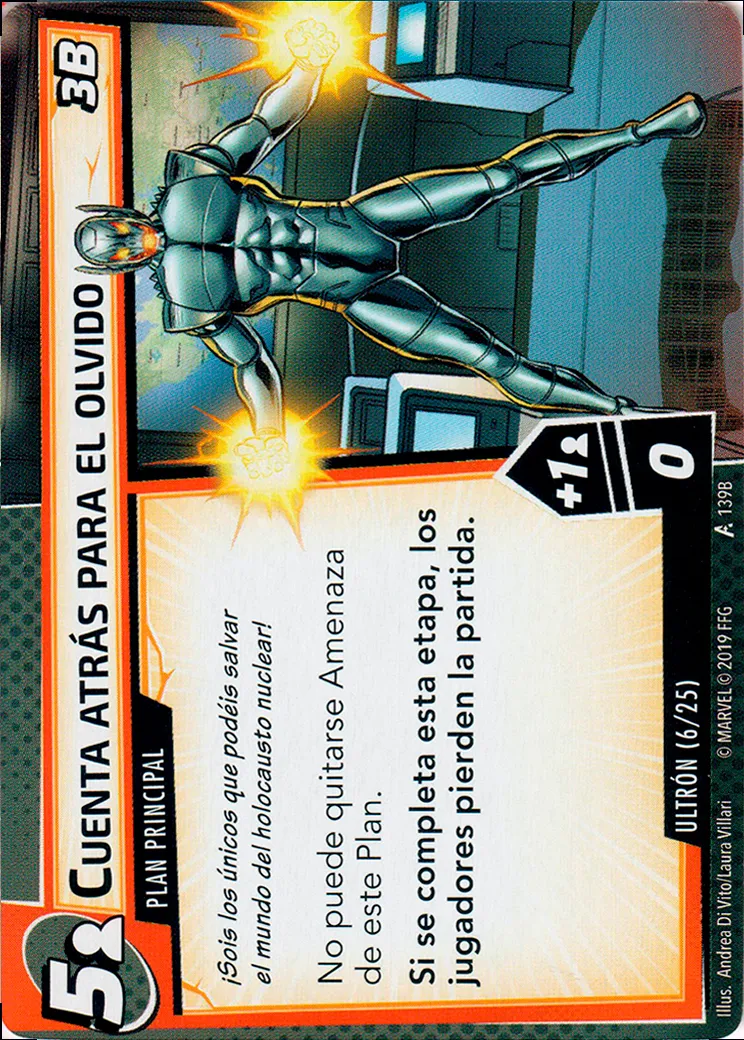 5
CUENTA ATRÁS PARA EL OLVIDO
3B
PLAN PRINCIPAL
¡Sois los únicos que podéis salvar
el mundo del holocausto nuclear!
No puede quitarse Amenaza
de este Plan.
Si se completa esta etapa, los
jugadores pierden la partida.
+1
0
ULTRÓN (6/25)
Illus. Andrea Di Vito/Laura Villari
© MARVEL © 2019 FFG
139B